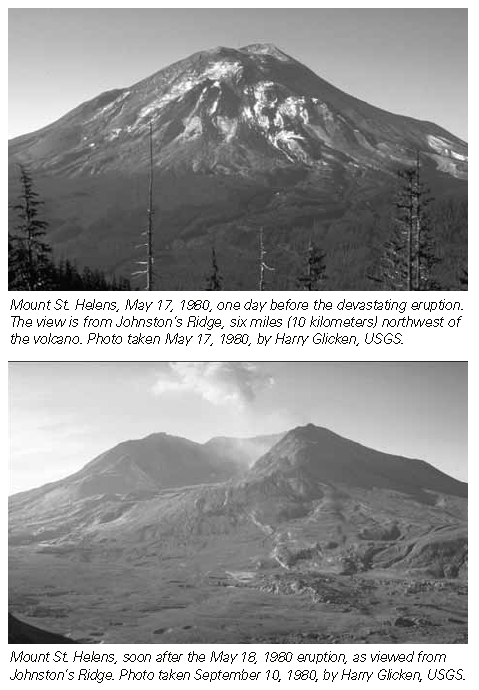 Mount St. Helens, May 17, 1980, one day before the devastating eruption.
The view is from Johnston's Ridge, six miles (10 kilometers) northwest of
the volcano. Photo taken May 17, 1980, by Harry Glicken, USGS.
Mount St. Helens, soon after the May 18, 1980 eruption, as viewed from
Johnston's Ridge. Photo taken September 10, 1980, by Harry Glicken, USGS.